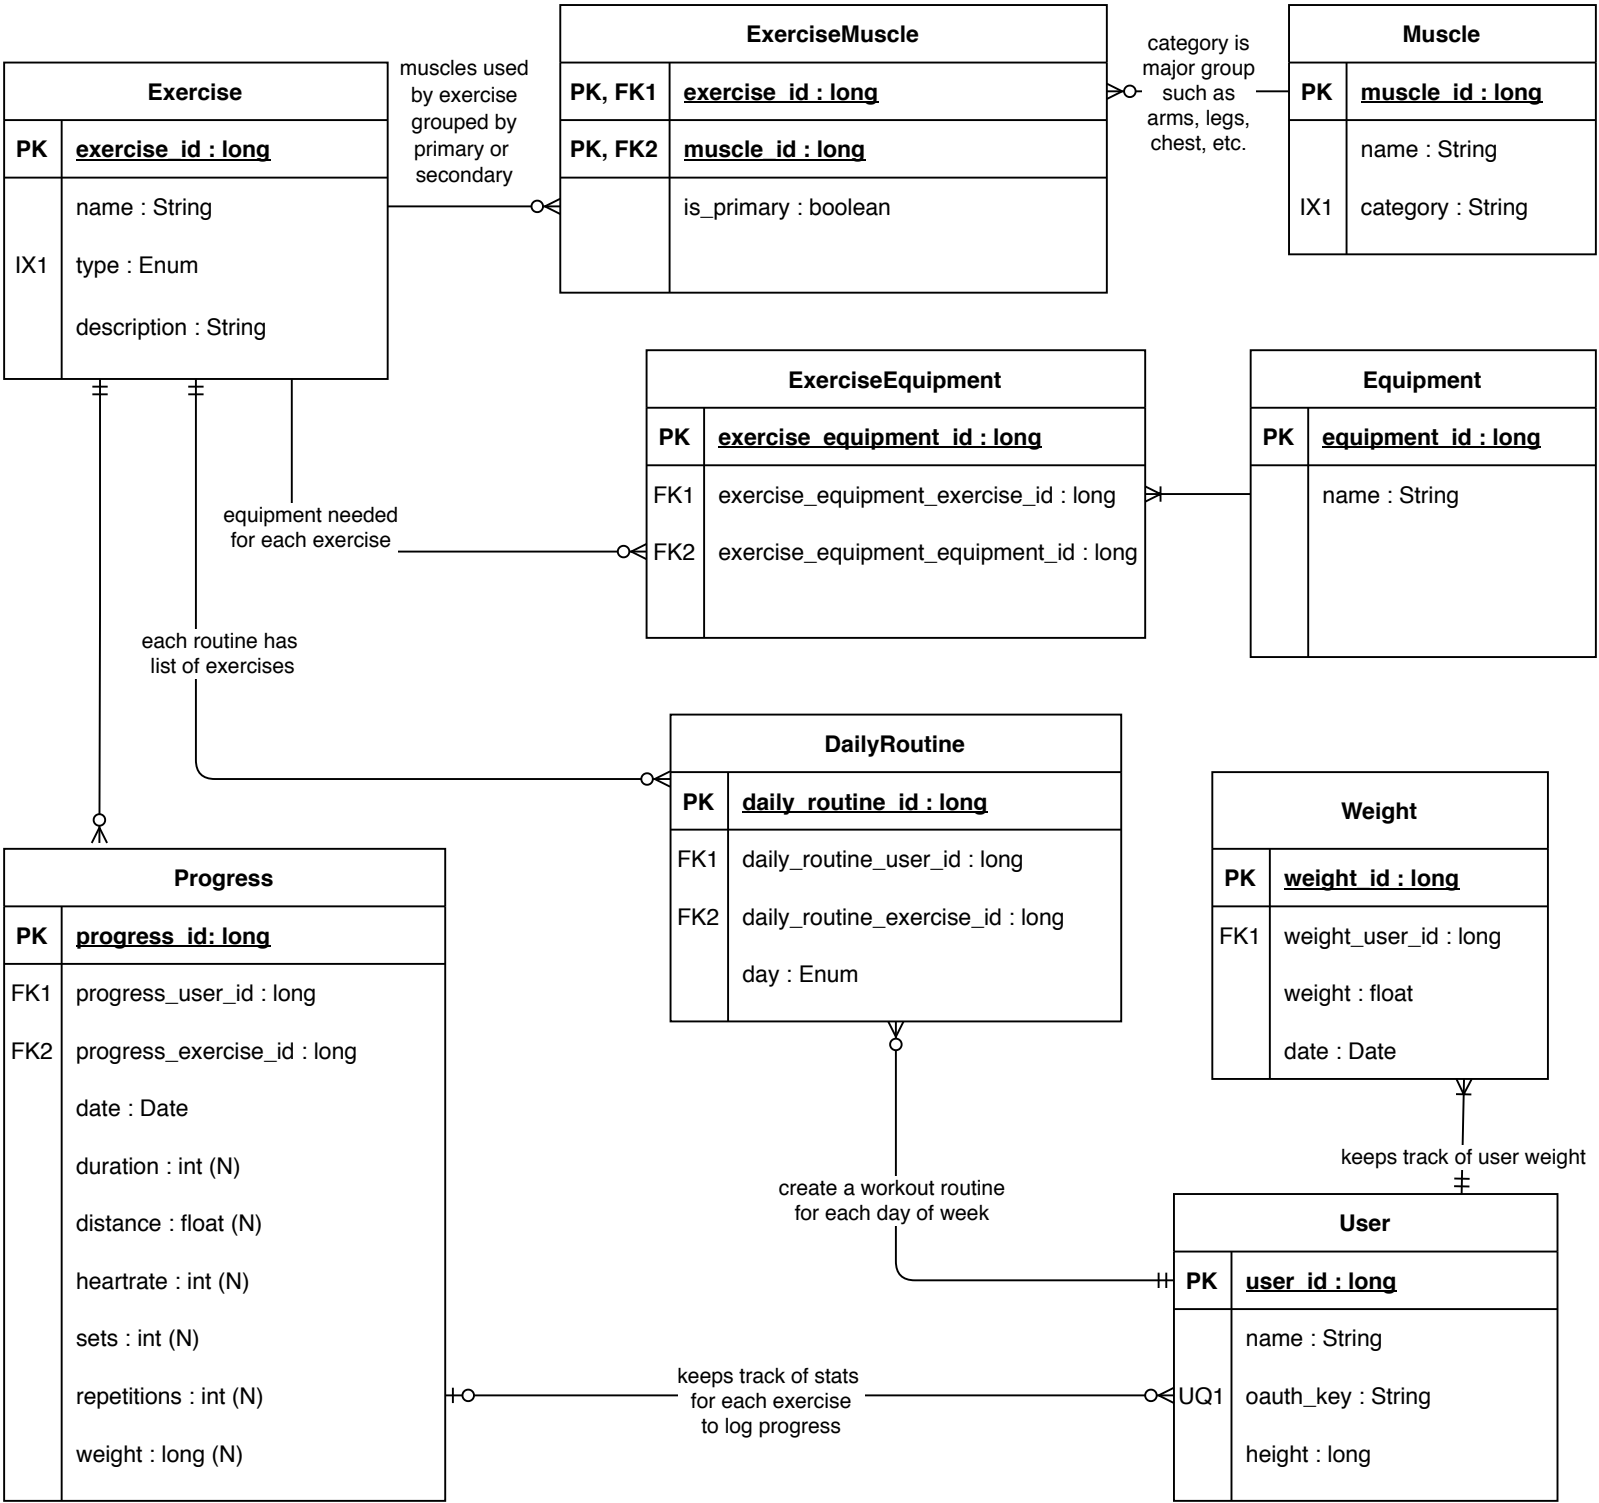 Exercise
PK exercise_id : long
name : String
IX1 type : Enum
description : String
muscles used
by exercise
grouped by
primary or
secondary
ExerciseMuscle
PK, FK1 exercise_id : long
PK, FK2 muscle_id : long
is_primary : boolean
category is
major group
such as
arms, legs,
chest, etc.
Muscle
PK muscle_id : long
name : String
IX1 category : String
equipment needed
for each exercise
ExerciseEquipment
PK exercise_equipment_id : long
FK1 exercise_equipment_exercise_id : long
FK2 exercise_equipment_equipment_id : long
Equipment
PK equipment_id : long
name : String
each routine has
list of exercises
DailyRoutine
PK daily_routine_id : long
FK1 daily_routine_user_id : long
FK2 daily_routine_exercise_id : long
day : Enum
Weight
PK weight_id : long
FK1 weight_user_id : long
weight : float
date : Date
Progress
PK progress_id: long
FK1 progress_user_id : long
FK2 progress_exercise_id : long
date : Date
duration : int (N)
distance : float (N)
heartrate : int (N)
sets : int (N)
repetitions : int (N)
weight : long (N)
create a workout routine
for each day of week
keeps track of user weight
keeps track of stats
for each exercise
to log progress
User
PK user_id : long
name : String
UQ1 oauth_key : String
height : long